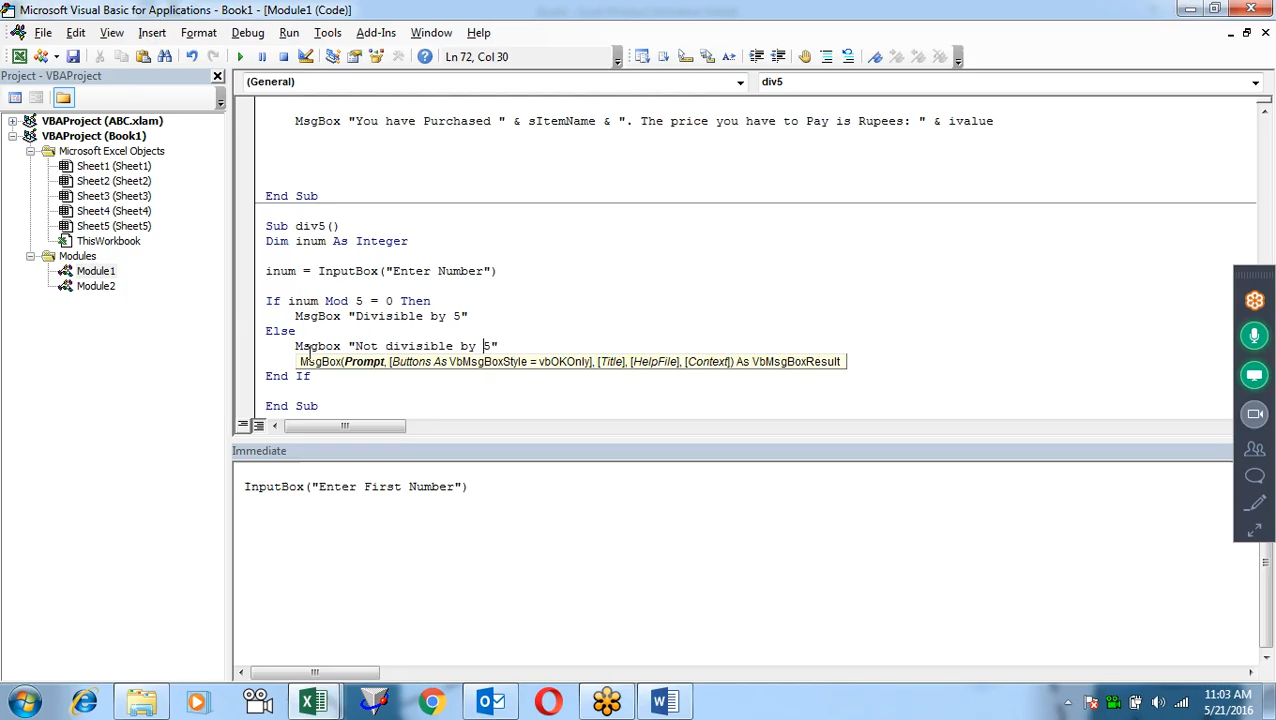 Microsoft Visual Basic for Applications - Book1 - [Module1 (Code)]
File Edit View Insert Format Debug Run Tools Add-Ins Window Help
Ln 72, Col 30
Project - VBAProject
(General) div5
VBAProject (ABC.xlam)
VBAProject (Book1)
Microsoft Excel Objects
Sheet1 (Sheet1)
Sheet2 (Sheet2)
Sheet3 (Sheet3)
Sheet4 (Sheet4)
Sheet5 (Sheet5)
ThisWorkbook
Modules
Module1
Module2
MsgBox "You have Purchased " & sItemName & ". The price you have to Pay is Rupees: " & ivalue
End Sub
Sub div5()
Dim inum As Integer
inum = InputBox("Enter Number")
If inum Mod 5 = 0 Then
MsgBox "Divisible by 5"
Else
Msgbox "Not divisible by 5"
MsgBox(Prompt, [Buttons As VbMsgBoxStyle = vbOKOnly], [Title], [HelpFile], [Context]) As VbMsgBoxResult
End If
End Sub
Immediate
InputBox("Enter First Number")
11:03 AM
5/21/2016